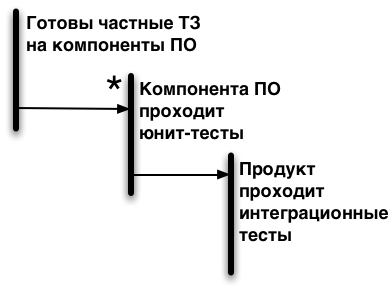 Готовы частные ТЗ
на компоненты ПО
*
Компонента ПО
проходит
юнит-тесты
Продукт
проходит
интеграционные
тесты